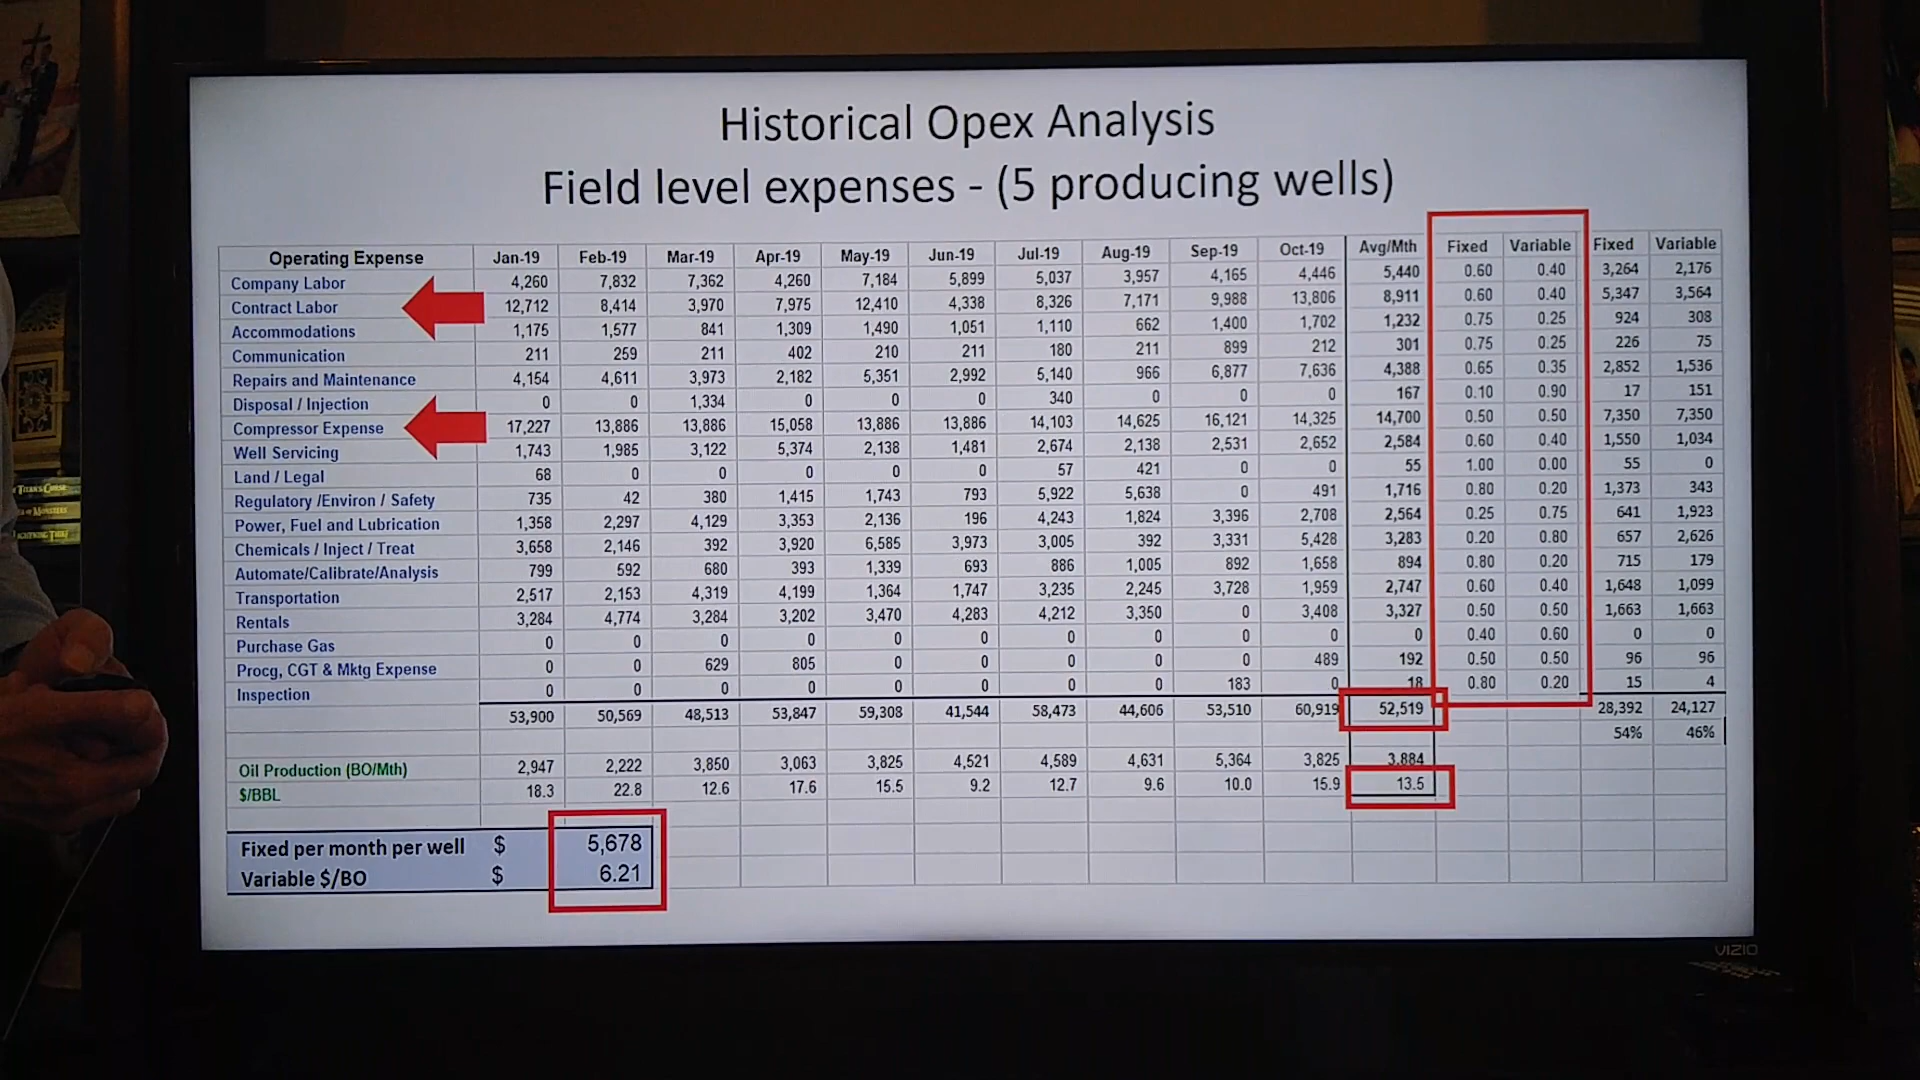 Historical Opex Analysis
Field level expenses - (5 producing wells)
Operating Expense Jan-19 Feb-19 Mar-19 Apr-19 May-19 Jun-19 Jul-19 Aug-19 Sep-19 Oct-19 Avg/Mth Fixed Variable Fixed Variable
Company Labor 4,260 7,832 7,362 4,260 7,184 5,899 5,037 3,957 4,165 4,446 5,440 0.60 0.40 3,264 2,176
Contract Labor 12,712 8,414 3,970 7,975 12,410 4,338 8,326 7,171 9,988 13,806 8,911 0.60 0.40 5,347 3,564
Accommodations 1,175 1,577 841 1,309 1,490 1,051 1,110 662 1,400 1,702 1,232 0.75 0.25 924 308
Communication 211 259 211 402 210 211 180 211 899 212 301 0.75 0.25 226 75
Repairs and Maintenance 4,154 4,611 3,973 2,182 5,351 2,992 5,140 966 6,877 7,636 4,388 0.65 0.35 2,852 1,536
Disposal / Injection 0 0 1,334 0 0 0 340 0 0 0 167 0.10 0.90 17 151
Compressor Expense 17,227 13,886 13,886 15,058 13,886 13,886 14,103 14,625 16,121 14,325 14,700 0.50 0.50 7,350 7,350
Well Servicing 1,743 1,985 3,122 5,374 2,138 1,481 2,674 2,138 2,531 2,652 2,584 0.60 0.40 1,550 1,034
Land / Legal 68 0 0 0 0 0 57 421 0 0 55 1.00 0.00 55 0
Regulatory /Environ / Safety 735 42 380 1,415 1,743 793 5,922 5,638 0 491 1,716 0.80 0.20 1,373 343
Power, Fuel and Lubrication 1,358 2,297 4,129 3,353 2,136 196 4,243 1,824 3,396 2,708 2,564 0.25 0.75 641 1,923
Chemicals / Inject / Treat 3,658 2,146 392 3,920 6,585 3,973 3,005 392 3,331 5,428 3,283 0.20 0.80 657 2,626
Automate/Calibrate/Analysis 799 592 680 393 1,339 693 886 1,005 892 1,658 894 0.80 0.20 715 179
Transportation 2,517 2,153 4,319 4,199 1,364 1,747 3,235 2,245 3,728 1,959 2,747 0.60 0.40 1,648 1,099
Rentals 3,284 4,774 3,284 3,202 3,470 4,283 4,212 3,350 0 3,408 3,327 0.50 0.50 1,663 1,663
Purchase Gas 0 0 0 0 0 0 0 0 0 0 0 0.40 0.60 0 0
Procg, CGT & Mktg Expense 0 0 629 805 0 0 0 0 0 489 192 0.50 0.50 96 96
Inspection 0 0 0 0 0 0 0 0 183 0 18 0.80 0.20 15 4
53,900 50,569 48,513 53,847 59,308 41,544 58,473 44,606 53,510 60,919 52,519 28,392 24,127
54% 46%
Oil Production (BO/Mth) 2,947 2,222 3,850 3,063 3,825 4,521 4,589 4,631 5,364 3,825 3,884
$/BBL 18.3 22.8 12.6 17.6 15.5 9.2 12.7 9.6 10.0 15.9 13.5
Fixed per month per well $ 5,678
Variable $/BO $ 6.21
VIZIO